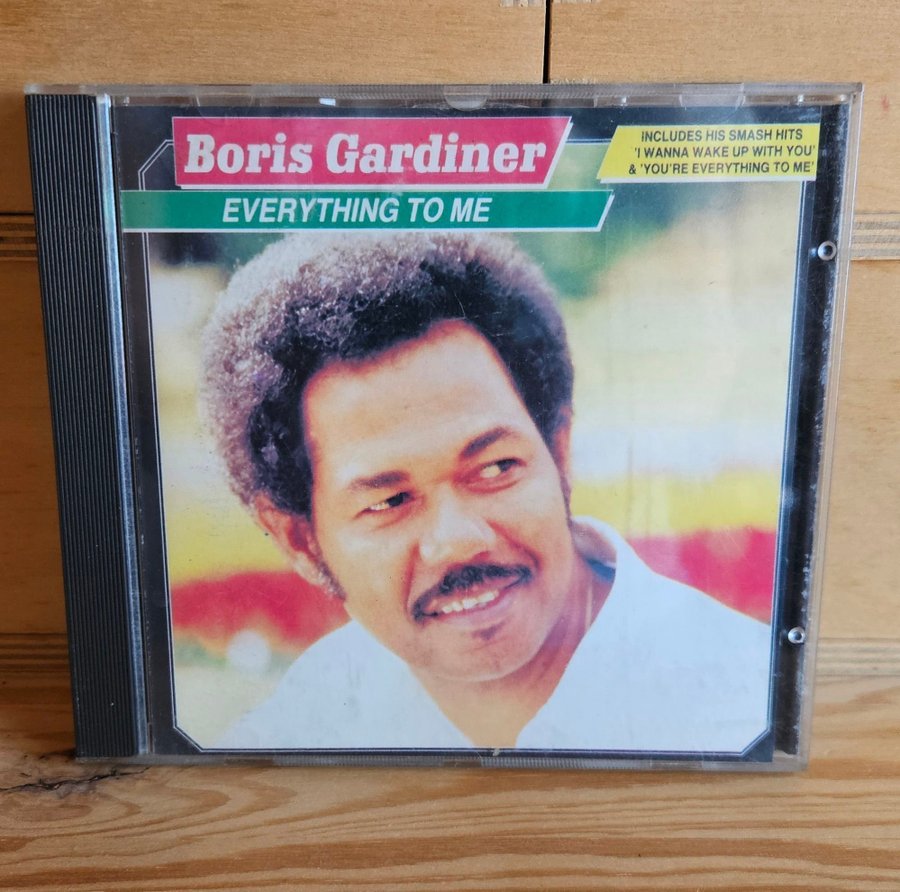 Boris Gardiner
EVERYTHING TO ME
INCLUDES HIS SMASH HITS
'I WANNA WAKE UP WITH YOU'
& 'YOU'RE EVERYTHING TO ME'